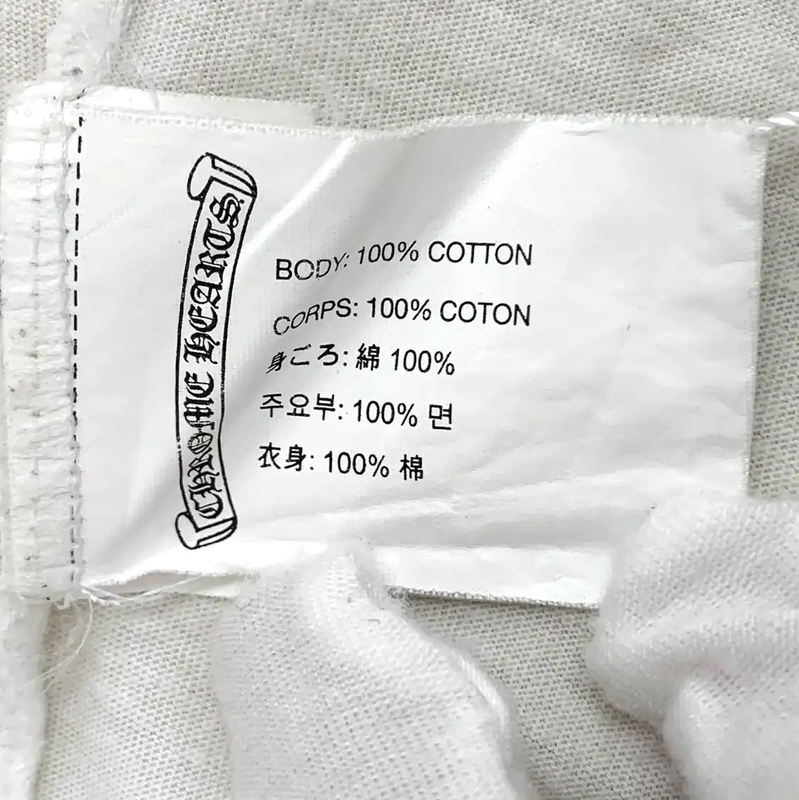 CHROME HEARTS
BODY: 100% COTTON
CORPS: 100% COTON
身ごろ: 綿 100%
주요부: 100% 면
衣身: 100% 棉